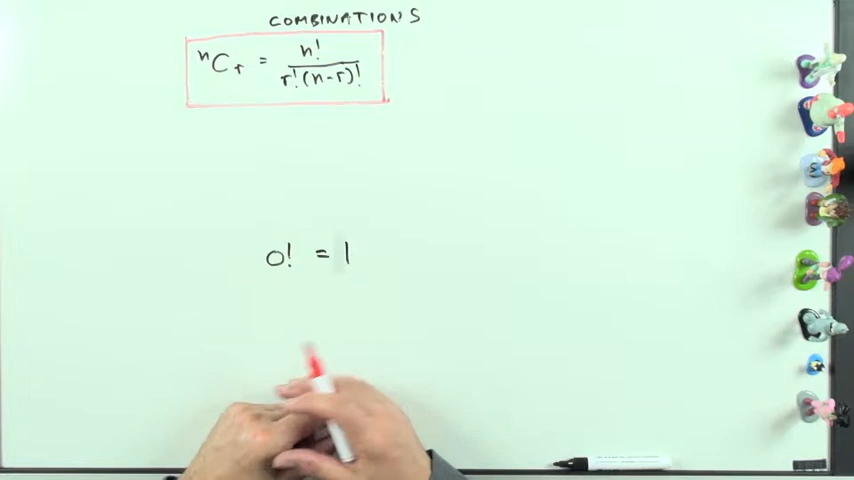 COMBINATIONS
ⁿCᵣ = n! / r!(n-r)!
0! = 1